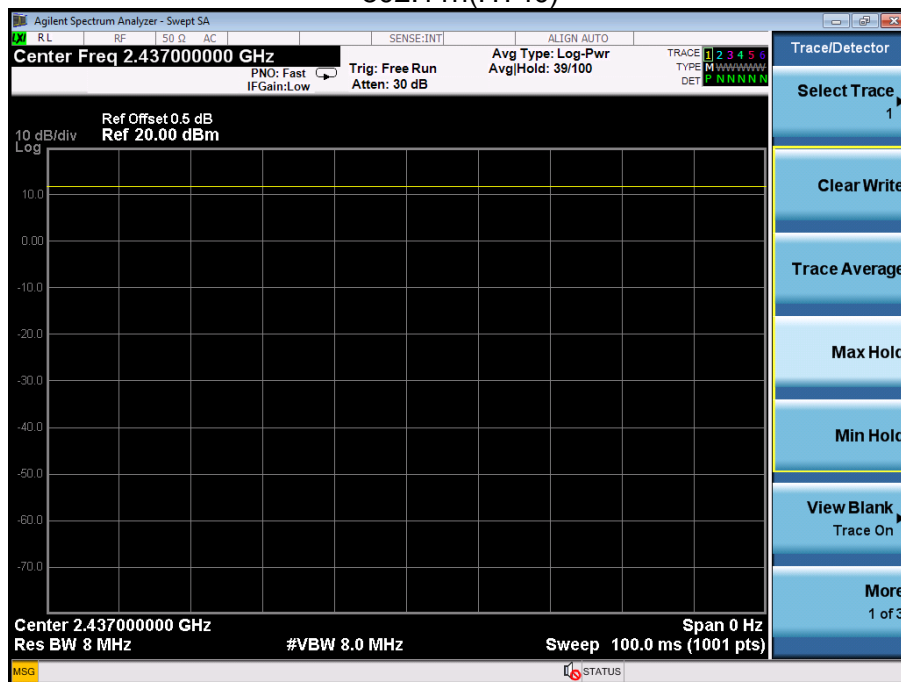 Agilent Spectrum Analyzer - Swept SA
LXI RL RF 50 Ω AC SENSE:INT ALIGN AUTO
Center Freq 2.437000000 GHz
PNO: Fast
IFGain:Low
Trig: Free Run
Atten: 30 dB
Avg Type: Log-Pwr
Avg|Hold: 39/100
TRACE 1 2 3 4 5 6
TYPE M WWWWW
DET P N N N N N
Ref Offset 0.5 dB
10 dB/div Ref 20.00 dBm
Log
10.0
0.00
-10.0
-20.0
-30.0
-40.0
-50.0
-60.0
-70.0
Center 2.437000000 GHz Span 0 Hz
Res BW 8 MHz #VBW 8.0 MHz Sweep 100.0 ms (1001 pts)
MSG STATUS
Trace/Detector
Select Trace
1
Clear Write
Trace Average
Max Hold
Min Hold
View Blank
Trace On
More
1 of 3